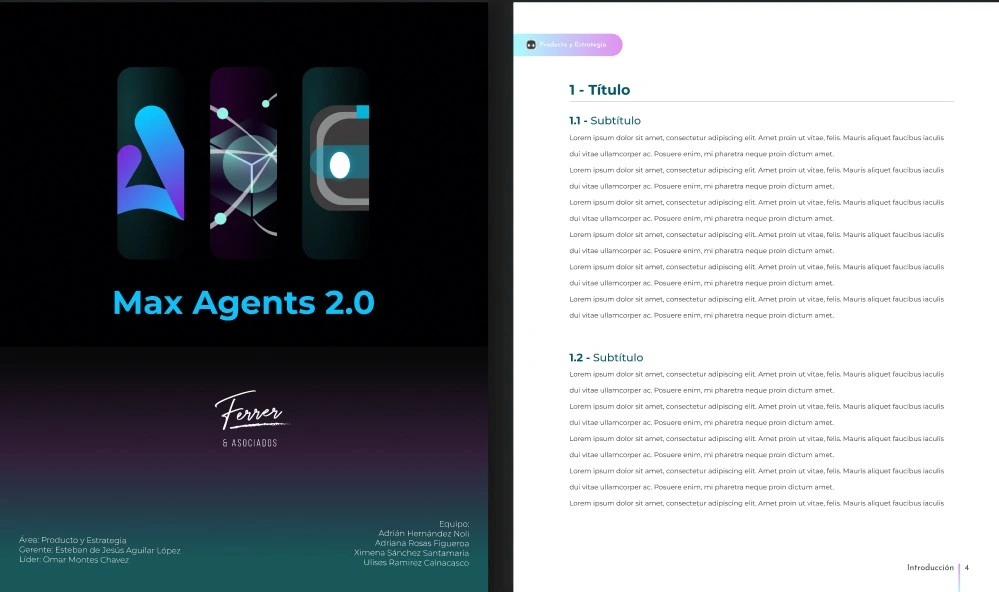 Max Agents 2.0
Ferrer
& ASOCIADOS
Área: Producto y Estrategia
Gerente: Esteban de Jesús Aguilar López
Líder: Omar Montes Chavez
Equipo:
Adrián Hernández Noli
Adriana Rosas Figueroa
Ximena Sánchez Santamaria
Ulises Ramirez Calnacasco
Producto y Estrategia
1 - Título
1.1 - Subtítulo
Lorem ipsum dolor sit amet, consectetur adipiscing elit. Amet proin ut vitae, felis. Mauris aliquet faucibus iaculis
dui vitae ullamcorper ac. Posuere enim, mi pharetra neque proin dictum amet.
Lorem ipsum dolor sit amet, consectetur adipiscing elit. Amet proin ut vitae, felis. Mauris aliquet faucibus iaculis
dui vitae ullamcorper ac. Posuere enim, mi pharetra neque proin dictum amet.
Lorem ipsum dolor sit amet, consectetur adipiscing elit. Amet proin ut vitae, felis. Mauris aliquet faucibus iaculis
dui vitae ullamcorper ac. Posuere enim, mi pharetra neque proin dictum amet.
Lorem ipsum dolor sit amet, consectetur adipiscing elit. Amet proin ut vitae, felis. Mauris aliquet faucibus iaculis
dui vitae ullamcorper ac. Posuere enim, mi pharetra neque proin dictum amet.
Lorem ipsum dolor sit amet, consectetur adipiscing elit. Amet proin ut vitae, felis. Mauris aliquet faucibus iaculis
dui vitae ullamcorper ac. Posuere enim, mi pharetra neque proin dictum amet.
Lorem ipsum dolor sit amet, consectetur adipiscing elit. Amet proin ut vitae, felis. Mauris aliquet faucibus iaculis
dui vitae ullamcorper ac. Posuere enim, mi pharetra neque proin dictum amet.
1.2 - Subtítulo
Lorem ipsum dolor sit amet, consectetur adipiscing elit. Amet proin ut vitae, felis. Mauris aliquet faucibus iaculis
dui vitae ullamcorper ac. Posuere enim, mi pharetra neque proin dictum amet.
Lorem ipsum dolor sit amet, consectetur adipiscing elit. Amet proin ut vitae, felis. Mauris aliquet faucibus iaculis
dui vitae ullamcorper ac. Posuere enim, mi pharetra neque proin dictum amet.
Lorem ipsum dolor sit amet, consectetur adipiscing elit. Amet proin ut vitae, felis. Mauris aliquet faucibus iaculis
dui vitae ullamcorper ac. Posuere enim, mi pharetra neque proin dictum amet.
Lorem ipsum dolor sit amet, consectetur adipiscing elit. Amet proin ut vitae, felis. Mauris aliquet faucibus iaculis
dui vitae ullamcorper ac. Posuere enim, mi pharetra neque proin dictum amet.
Lorem ipsum dolor sit amet, consectetur adipiscing elit. Amet proin ut vitae, felis. Mauris aliquet faucibus iaculis
Introducción 4